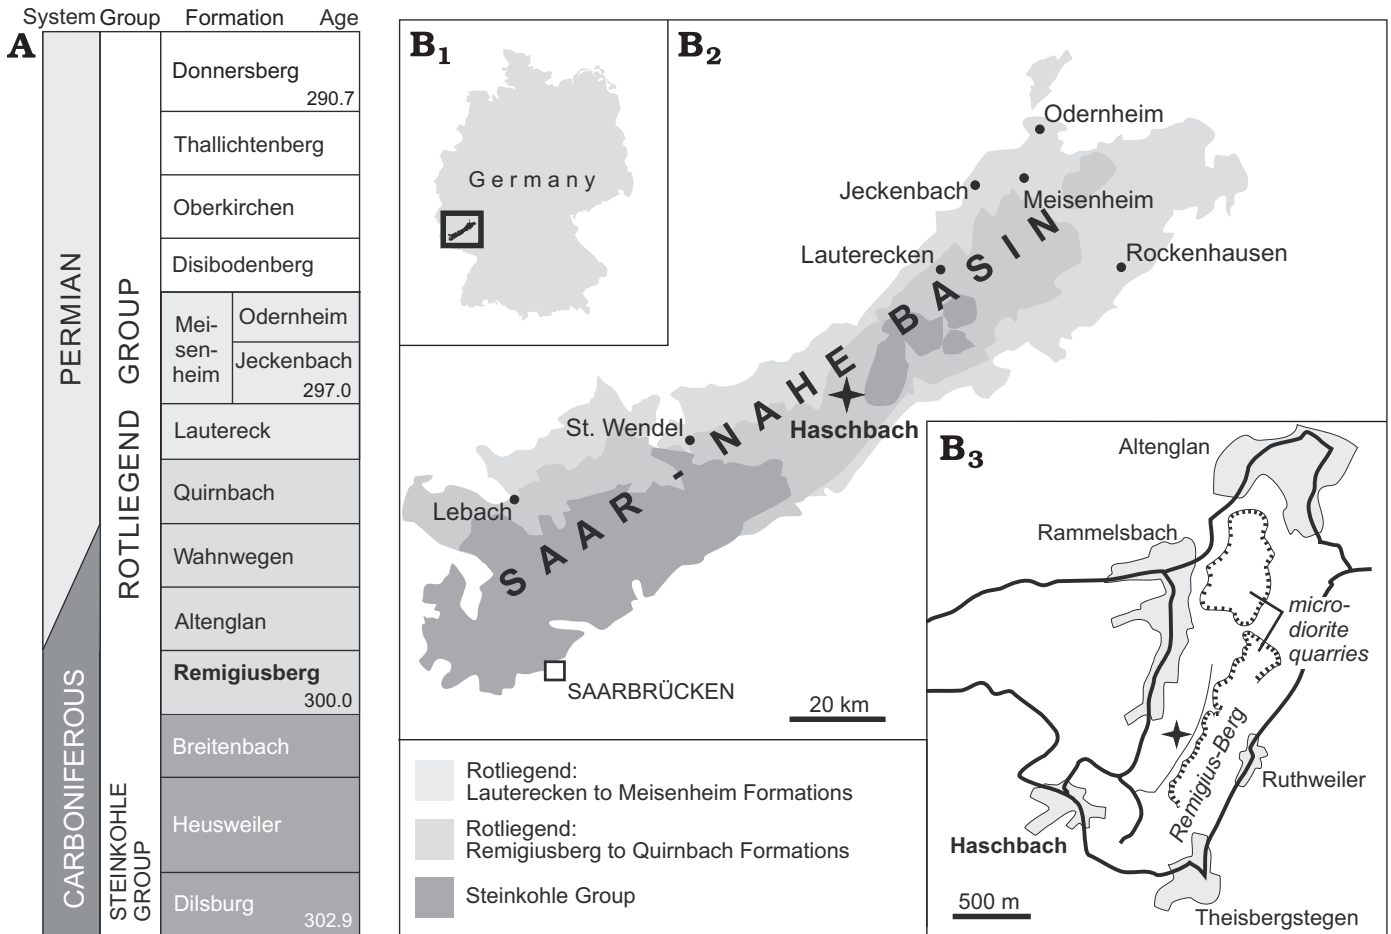 System Group Formation Age
A
Donnersberg
290.7
Thallichtenberg
Oberkirchen
Disibodenberg
Mei-
sen-
heim
Odernheim
Jeckenbach
297.0
Lautereck
Quirnbach
Wahnwegen
Altenglan
Remigiusberg
300.0
Breitenbach
Heusweiler
Dilsburg
302.9
PERMIAN
CARBONIFEROUS
ROTLIEGEND GROUP
STEINKOHLE
GROUP
B1
Germany
B2
Odernheim
Jeckenbach
Meisenheim
Lauterecken
Rockenhausen
SAAR-NAHE BASIN
St. Wendel
Haschbach
Lebach
SAARBRÜCKEN
20 km
Rotliegend:
Lauterecken to Meisenheim Formations
Rotliegend:
Remigiusberg to Quirnbach Formations
Steinkohle Group
B3
Altenglan
Rammelsbach
micro-
diorite
quarries
Remigius-Berg
Ruthweiler
Haschbach
500 m
Theisbergstegen